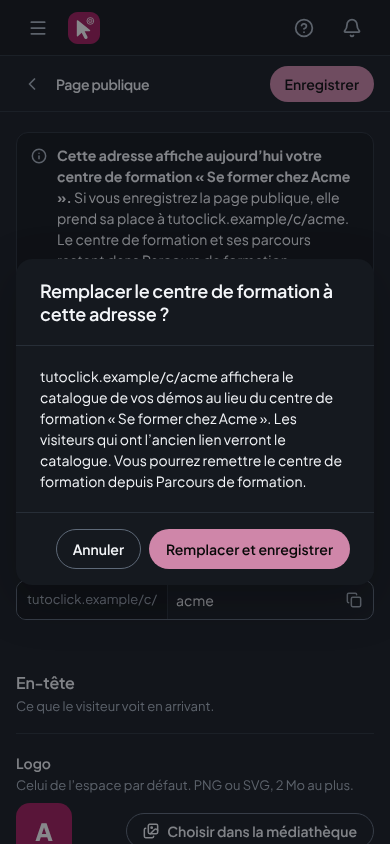 Page publique
Enregistrer
Cette adresse affiche aujourd’hui votre
centre de formation « Se former chez Acme
». Si vous enregistrez la page publique, elle
prend sa place à tutoclick.example/c/acme.
Le centre de formation et ses parcours
restent dans Parcours de formation.
Remplacer le centre de formation à
cette adresse ?
tutoclick.example/c/acme affichera le
catalogue de vos démos au lieu du centre de
formation « Se former chez Acme ». Les
visiteurs qui ont l’ancien lien verront le
catalogue. Vous pourrez remettre le centre de
formation depuis Parcours de formation.
Annuler
Remplacer et enregistrer
tutoclick.example/c/ acme
En-tête
Ce que le visiteur voit en arrivant.
Logo
Celui de l’espace par défaut. PNG ou SVG, 2 Mo au plus.
A
Choisir dans la médiathèque